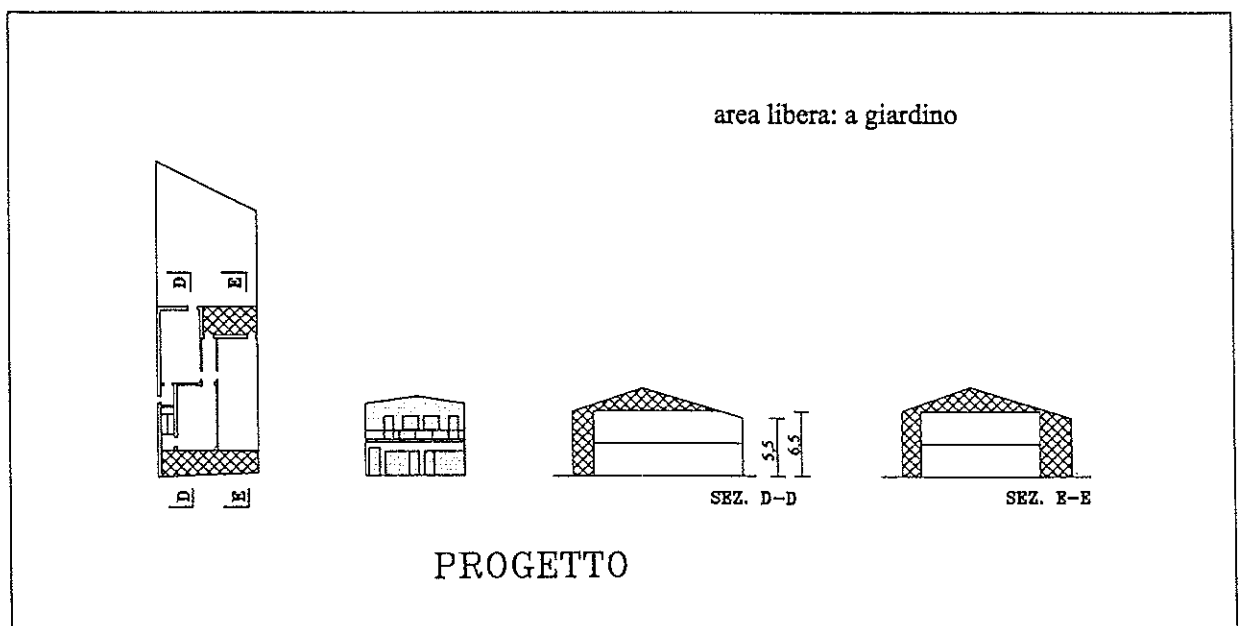 area libera: a giardino
D E
5,5 6,5
D E
SEZ. D-D SEZ. E-E
PROGETTO